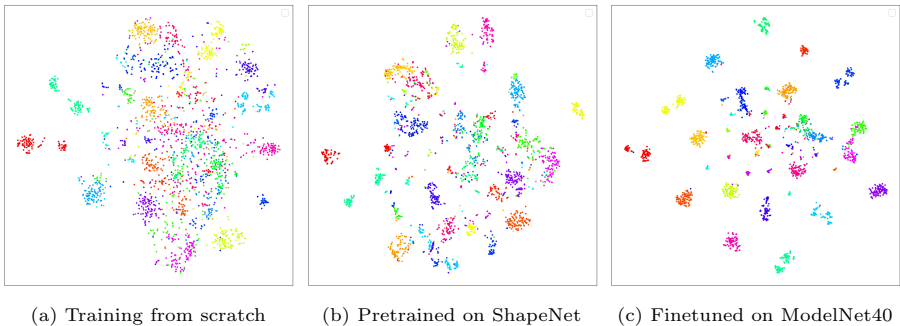 (a) Training from scratch
(b) Pretrained on ShapeNet
(c) Finetuned on ModelNet40